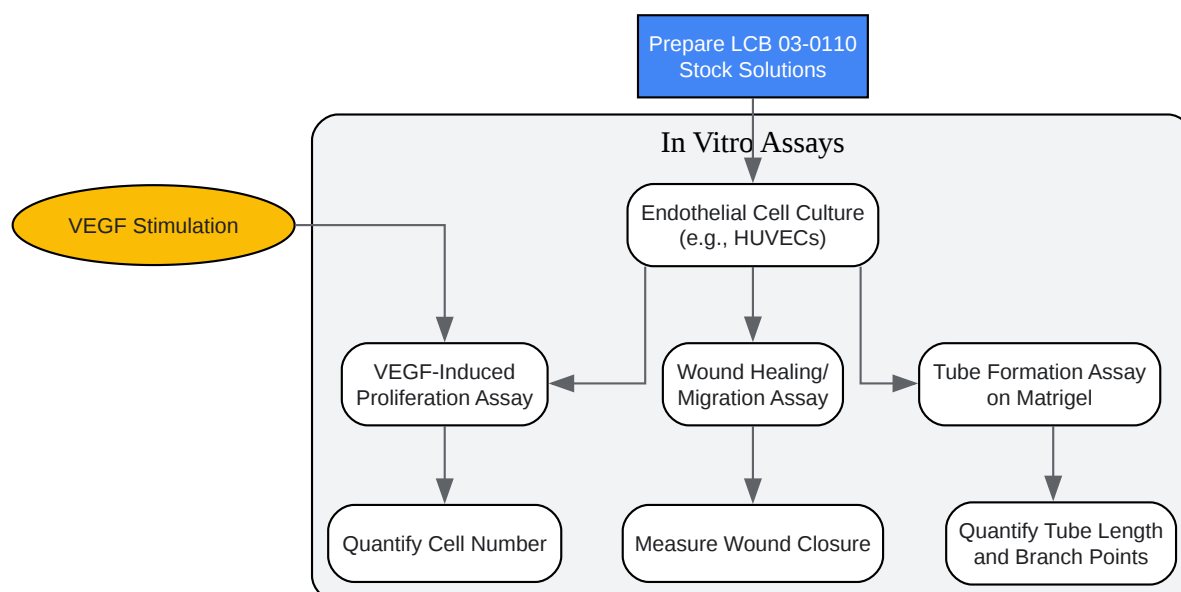 Prepare LCB 03-0110
Stock Solutions
In Vitro Assays
VEGF Stimulation
Endothelial Cell Culture
(e.g., HUVECs)
VEGF-Induced
Proliferation Assay
Wound Healing/
Migration Assay
Tube Formation Assay
on Matrigel
Quantify Cell Number
Measure Wound Closure
Quantify Tube Length
and Branch Points